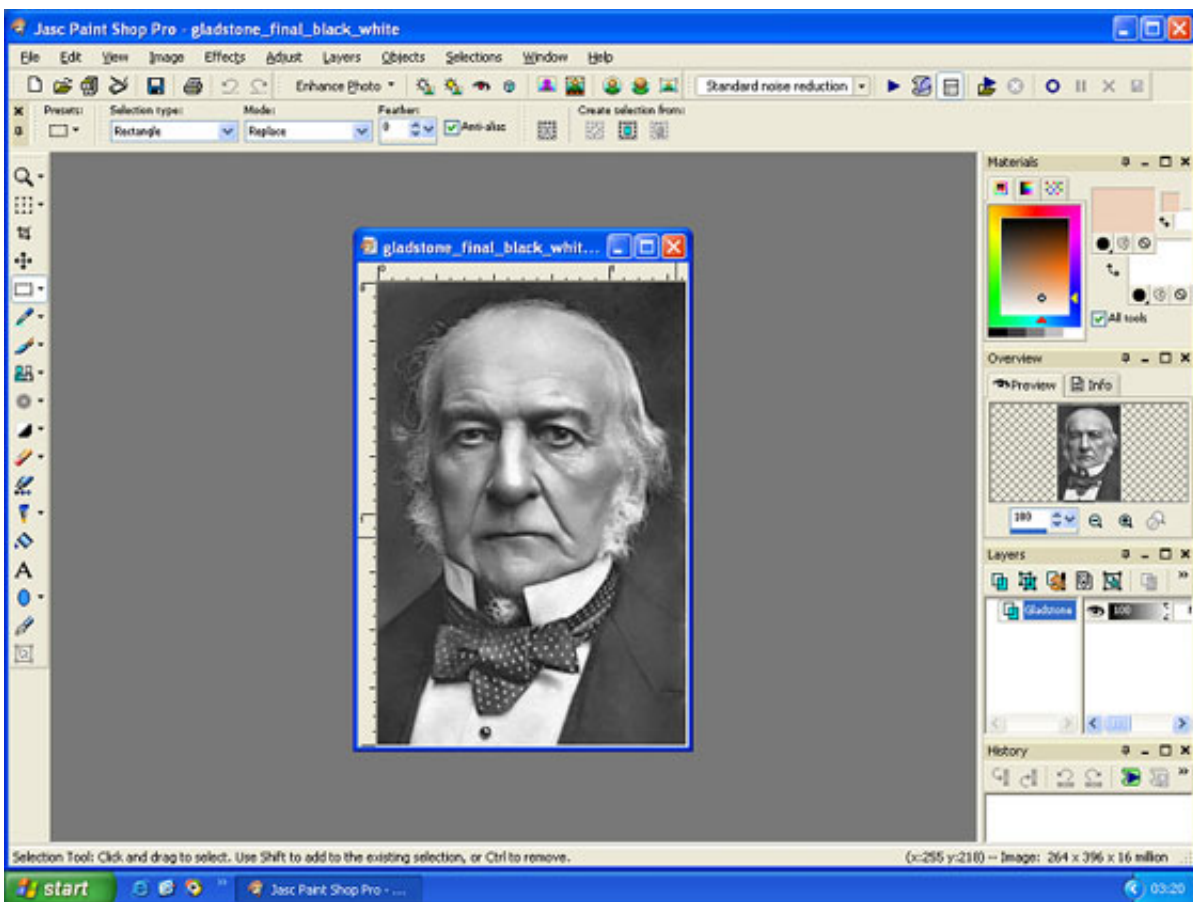 Jasc Paint Shop Pro - gladstone_final_black_white
File Edit View Image Effects Adjust Layers Objects Selections Window Help
Enhance Photo Standard noise reduction
Presets: Selection type: Mode: Feather: Create selection from:
Rectangle Replace 0 Anti-alias
Materials
gladstone_final_black_whit...
All tools
Overview
Preview Info
100
Layers
Gladstone 100
History
Selection Tool: Click and drag to select. Use Shift to add to the existing selection, or Ctrl to remove. (x:255 y:218) -- Image: 264 x 396 x 16 million
start Jasc Paint Shop Pro - .... 03:20